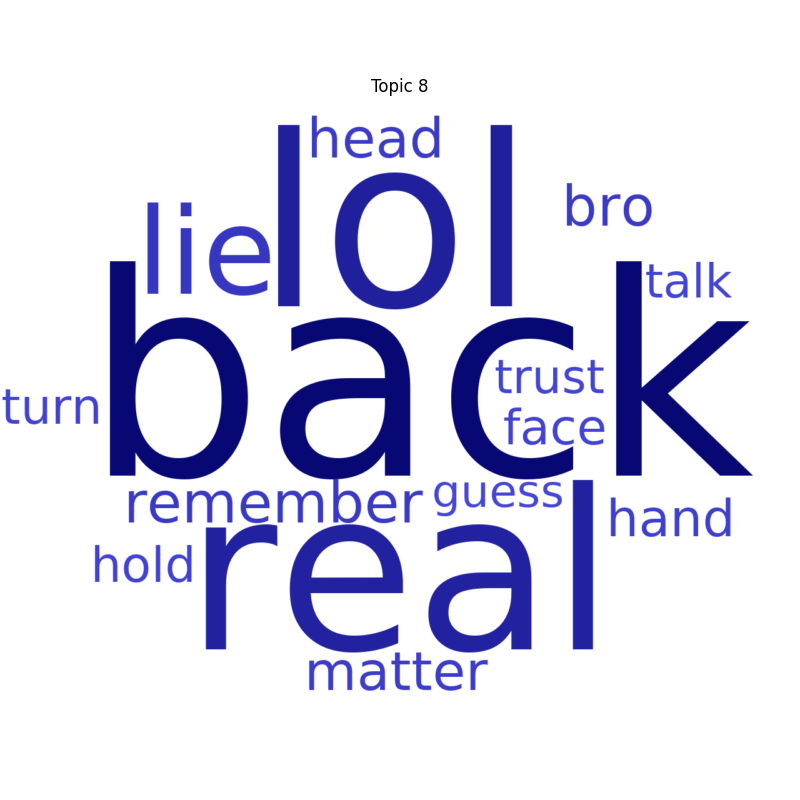 Topic 8
head
lol
bro
lie
talk
back
trust
turn
face
remember
guess
hand
hold
real
matter